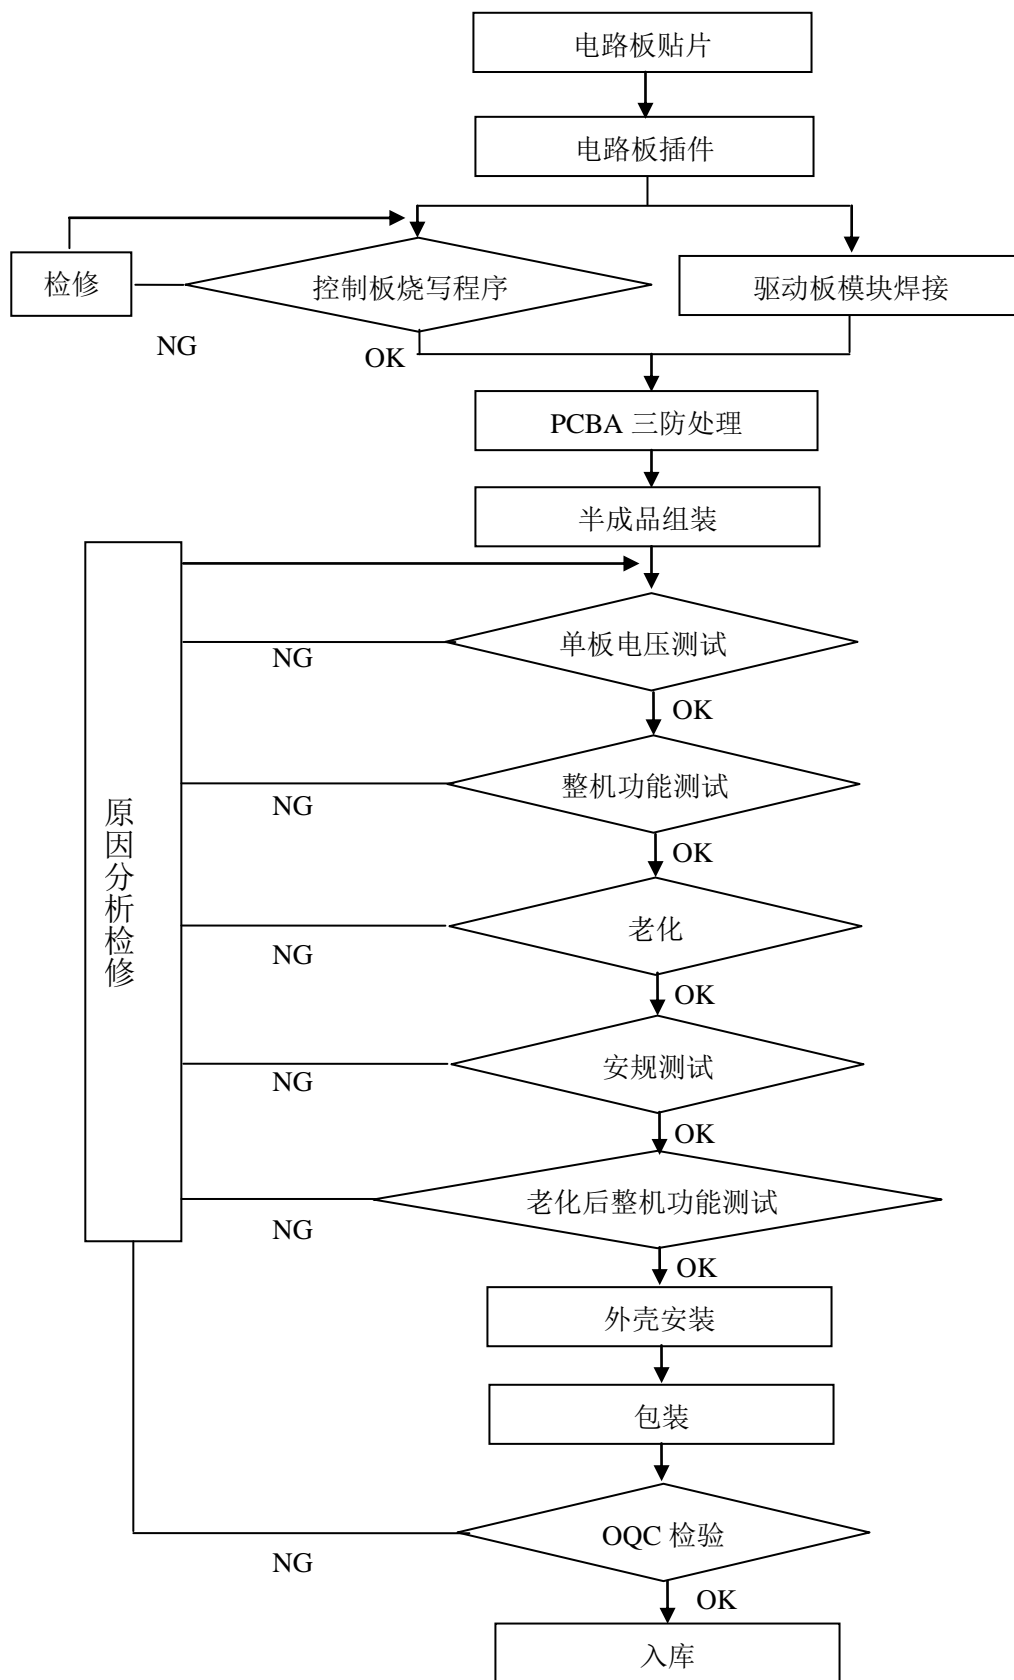 电路板贴片
电路板插件
检修
控制板烧写程序
驱动板模块焊接
NG
OK
PCBA 三防处理
半成品组装
单板电压测试
NG
OK
整机功能测试
NG
OK
原因分析检修
老化
NG
OK
安规测试
NG
OK
老化后整机功能测试
NG
OK
外壳安装
包装
OQC 检验
NG
OK
入库